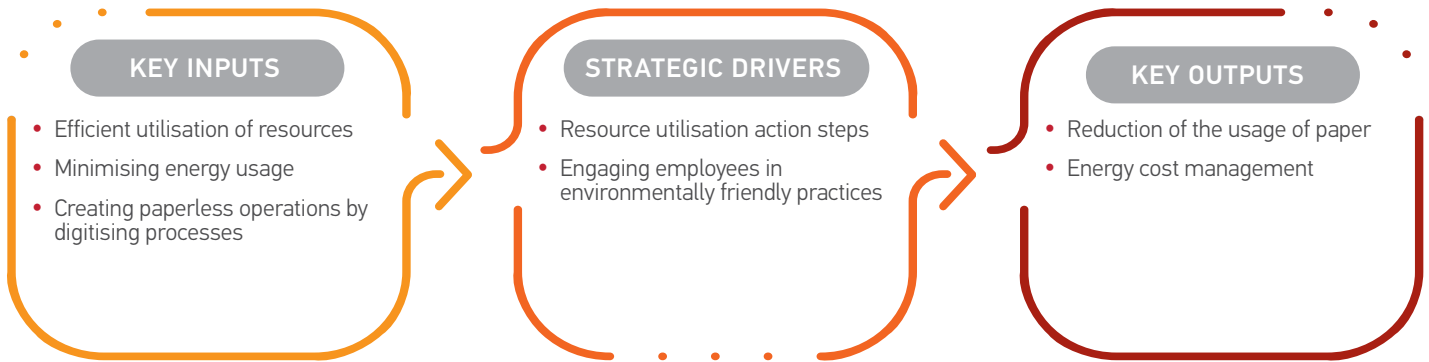 KEY INPUTS
• Efficient utilisation of resources
• Minimising energy usage
• Creating paperless operations by
digitising processes
STRATEGIC DRIVERS
• Resource utilisation action steps
• Engaging employees in
environmentally friendly practices
KEY OUTPUTS
• Reduction of the usage of paper
• Energy cost management